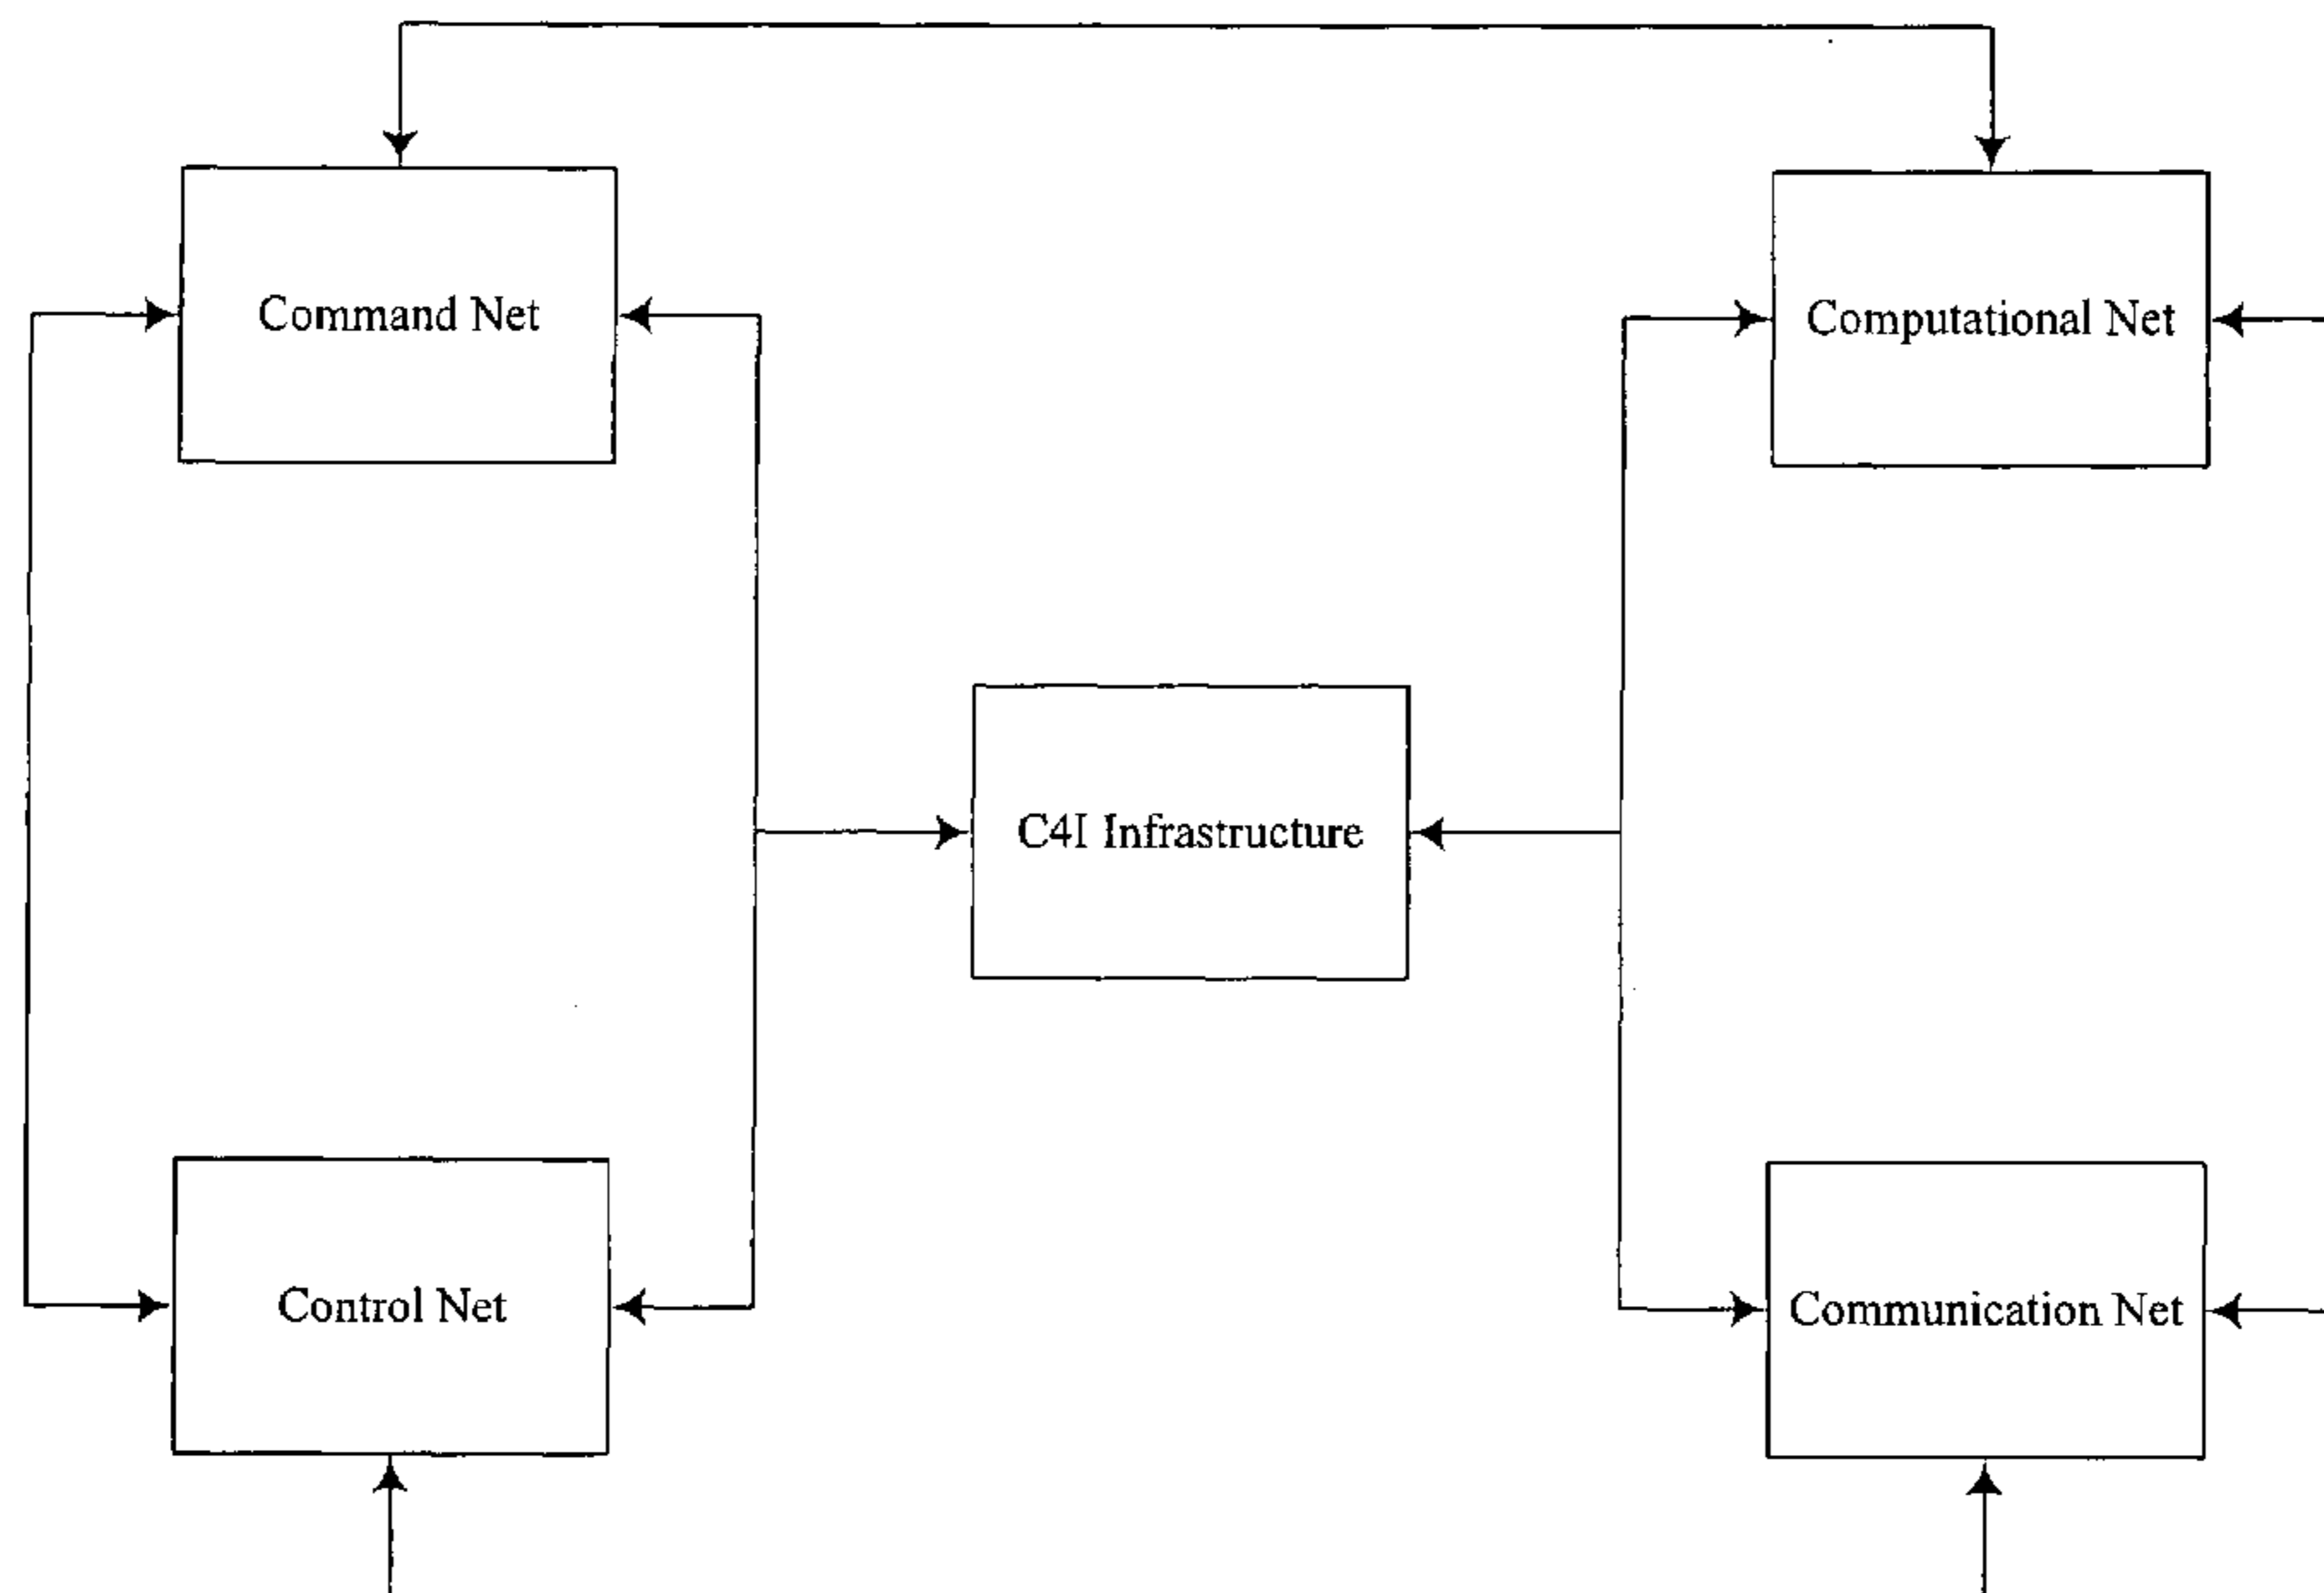 Command Net
Computational Net
C4I Infrastructure
Control Net
Communication Net